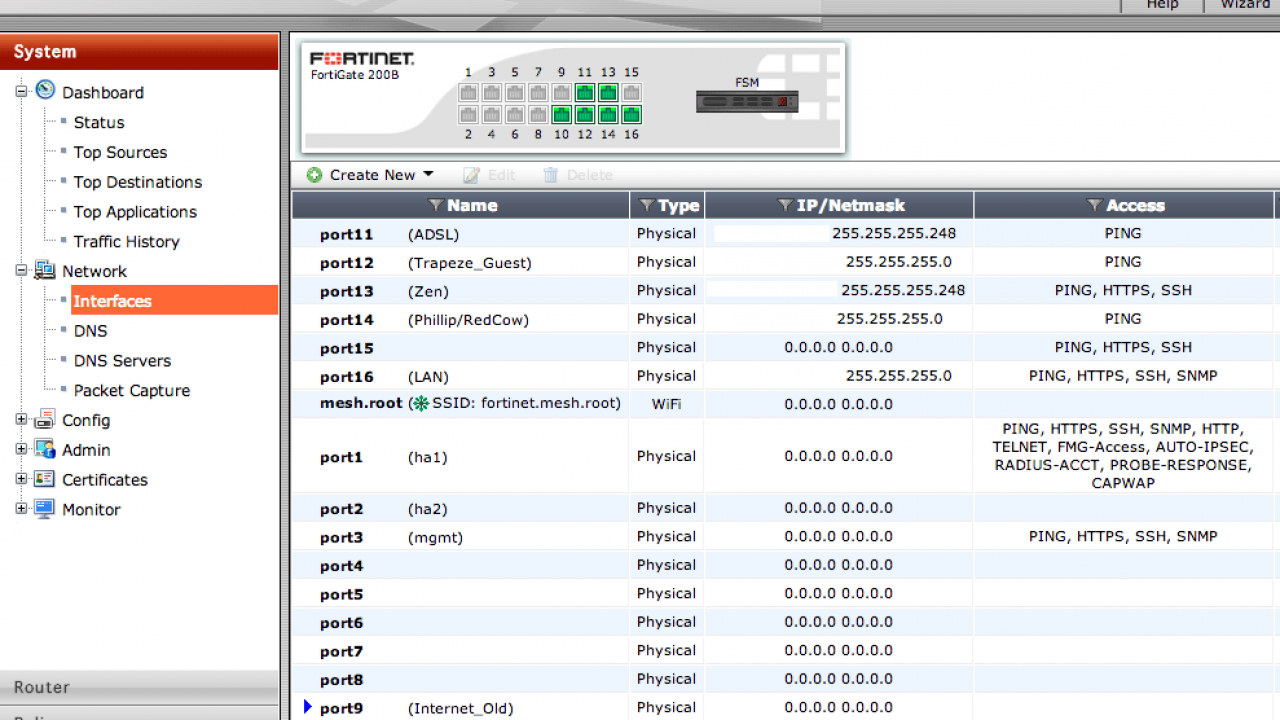 Help Wizard
System
Dashboard
Status
Top Sources
Top Destinations
Top Applications
Traffic History
Network
Interfaces
DNS
DNS Servers
Packet Capture
Config
Admin
Certificates
Monitor
Router
FORTINET.
FortiGate 200B
1 3 5 7 9 11 13 15
2 4 6 8 10 12 14 16
FSM
Create New Edit Delete
Name Type IP/Netmask Access
port11 (ADSL) Physical 255.255.255.248 PING
port12 (Trapeze_Guest) Physical 255.255.255.0 PING
port13 (Zen) Physical 255.255.255.248 PING, HTTPS, SSH
port14 (Phillip/RedCow) Physical 255.255.255.0 PING
port15 Physical 0.0.0.0 0.0.0.0 PING, HTTPS, SSH
port16 (LAN) Physical 255.255.255.0 PING, HTTPS, SSH, SNMP
mesh.root (SSID: fortinet.mesh.root) WiFi 0.0.0.0 0.0.0.0
port1 (ha1) Physical 0.0.0.0 0.0.0.0 PING, HTTPS, SSH, SNMP, HTTP,
TELNET, FMG-Access, AUTO-IPSEC,
RADIUS-ACCT, PROBE-RESPONSE,
CAPWAP
port2 (ha2) Physical 0.0.0.0 0.0.0.0
port3 (mgmt) Physical 0.0.0.0 0.0.0.0 PING, HTTPS, SSH, SNMP
port4 Physical 0.0.0.0 0.0.0.0
port5 Physical 0.0.0.0 0.0.0.0
port6 Physical 0.0.0.0 0.0.0.0
port7 Physical 0.0.0.0 0.0.0.0
port8 Physical 0.0.0.0 0.0.0.0
port9 (Internet_Old) Physical 0.0.0.0 0.0.0.0